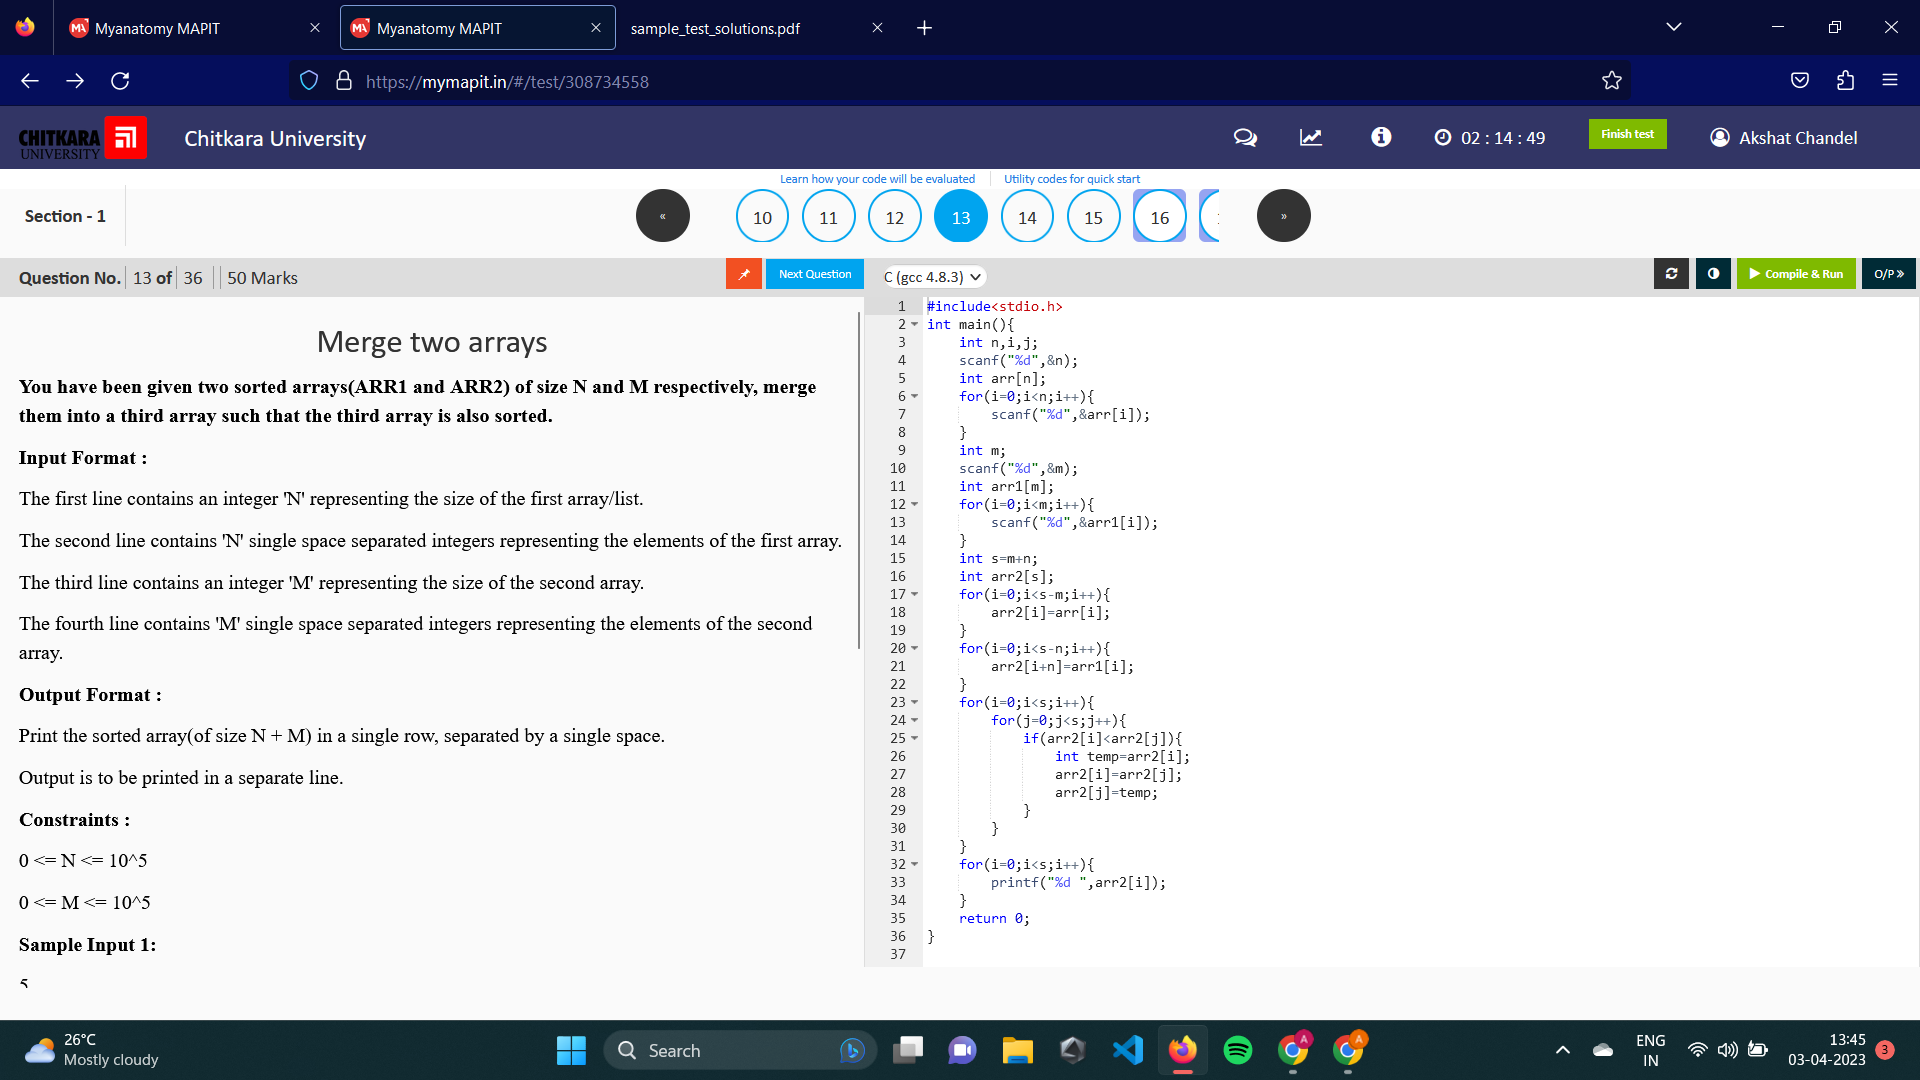 Myanatomy MAPIT
Myanatomy MAPIT
sample_test_solutions.pdf
https://mymapit.in/#/test/308734558
CHITKARA
UNIVERSITY
Chitkara University
02 : 14 : 49
Finish test
Akshat Chandel
Learn how your code will be evaluated
Utility codes for quick start
Section - 1
«
10
11
12
13
14
15
16
»
Question No. 13 of 36 50 Marks
Next Question
C (gcc 4.8.3)
Compile & Run
O/P »
Merge two arrays
You have been given two sorted arrays(ARR1 and ARR2) of size N and M respectively, merge
them into a third array such that the third array is also sorted.
Input Format :
The first line contains an integer 'N' representing the size of the first array/list.
The second line contains 'N' single space separated integers representing the elements of the first array.
The third line contains an integer 'M' representing the size of the second array.
The fourth line contains 'M' single space separated integers representing the elements of the second
array.
Output Format :
Print the sorted array(of size N + M) in a single row, separated by a single space.
Output is to be printed in a separate line.
Constraints :
0 <= N <= 10^5
0 <= M <= 10^5
Sample Input 1:
5
1 #include<stdio.h>
2 int main(){
3 int n,i,j;
4 scanf("%d",&n);
5 int arr[n];
6 for(i=0;i<n;i++){
7 scanf("%d",&arr[i]);
8 }
9 int m;
10 scanf("%d",&m);
11 int arr1[m];
12 for(i=0;i<m;i++){
13 scanf("%d",&arr1[i]);
14 }
15 int s=m+n;
16 int arr2[s];
17 for(i=0;i<s-m;i++){
18 arr2[i]=arr[i];
19 }
20 for(i=0;i<s-n;i++){
21 arr2[i+n]=arr1[i];
22 }
23 for(i=0;i<s;i++){
24 for(j=0;j<s;j++){
25 if(arr2[i]<arr2[j]){
26 int temp=arr2[i];
27 arr2[i]=arr2[j];
28 arr2[j]=temp;
29 }
30 }
31 }
32 for(i=0;i<s;i++){
33 printf("%d ",arr2[i]);
34 }
35 return 0;
36 }
37
26°C
Mostly cloudy
Search
A
A
ENG
IN
13:45
03-04-2023
3